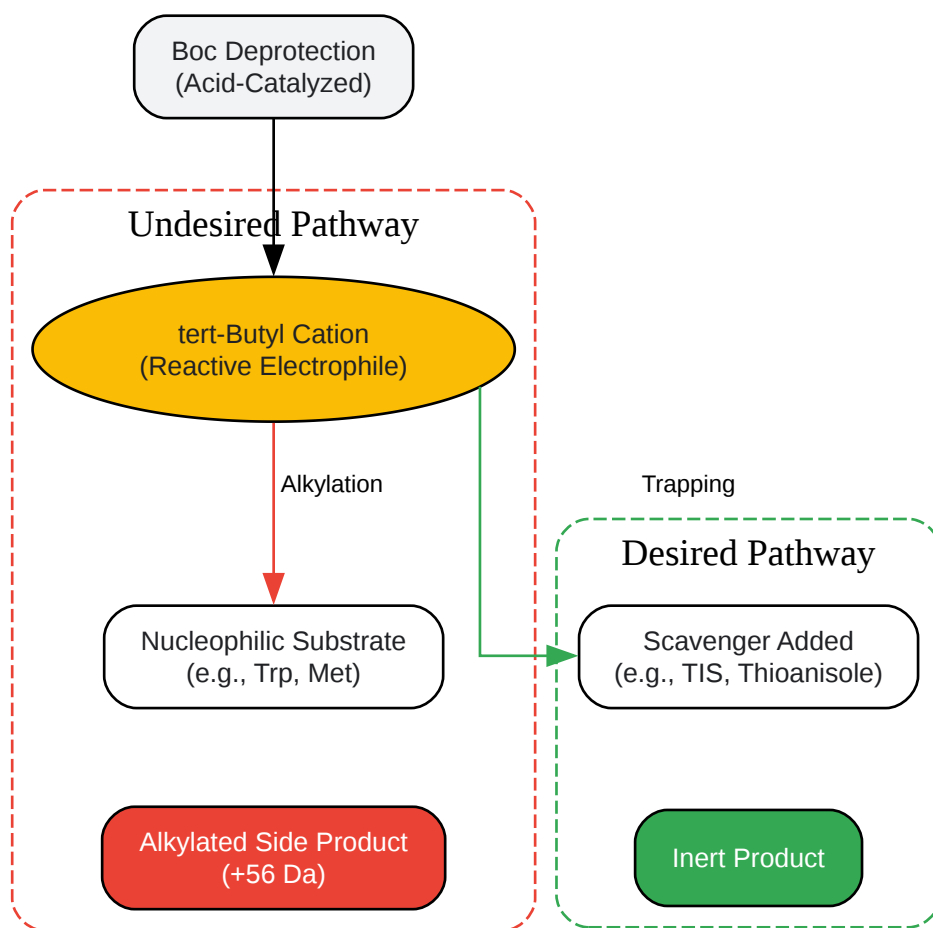 Boc Deprotection
(Acid-Catalyzed)
Undesired Pathway
tert-Butyl Cation
(Reactive Electrophile)
Alkylation
Trapping
Desired Pathway
Nucleophilic Substrate
(e.g., Trp, Met)
Scavenger Added
(e.g., TIS, Thioanisole)
Alkylated Side Product
(+56 Da)
Inert Product